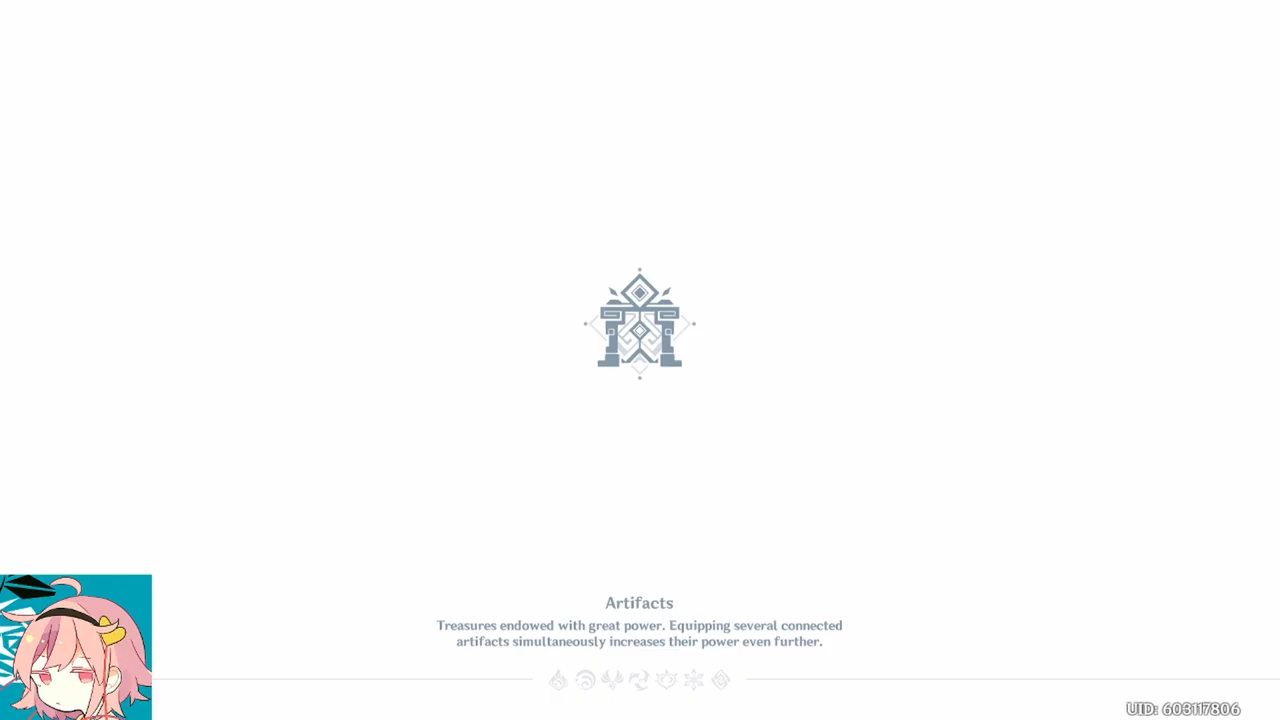 Artifacts
Treasures endowed with great power. Equipping several connected
artifacts simultaneously increases their power even further.
UID: 603117806